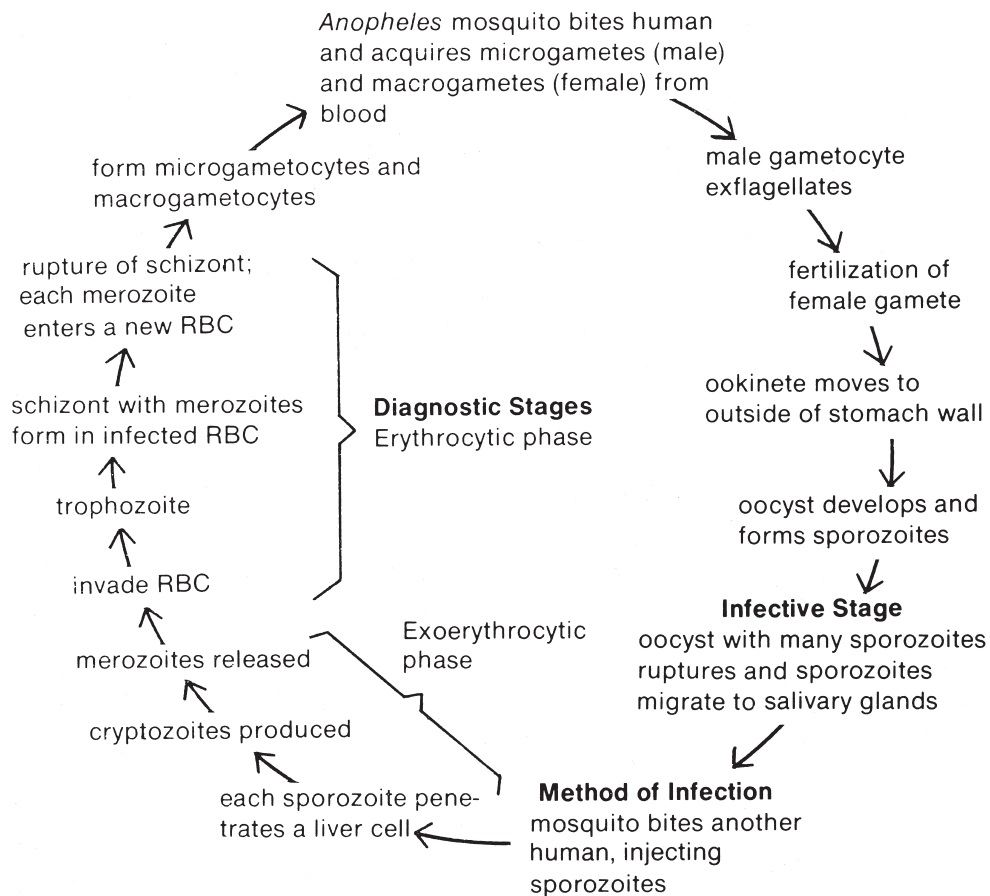 Anopheles mosquito bites human
and acquires microgametes (male)
and macrogametes (female) from
blood
male gametocyte
exflagellates
fertilization of
female gamete
ookinete moves to
outside of stomach wall
oocyst develops and
forms sporozoites
Infective Stage
oocyst with many sporozoites
ruptures and sporozoites
migrate to salivary glands
Method of Infection
mosquito bites another
human, injecting
sporozoites
each sporozoite pene-
trates a liver cell
cryptozoites produced
merozoites released
Exoerythrocytic
phase
invade RBC
trophozoite
schizont with merozoites
form in infected RBC
rupture of schizont;
each merozoite
enters a new RBC
Diagnostic Stages
Erythrocytic phase
form microgametocytes and
macrogametocytes